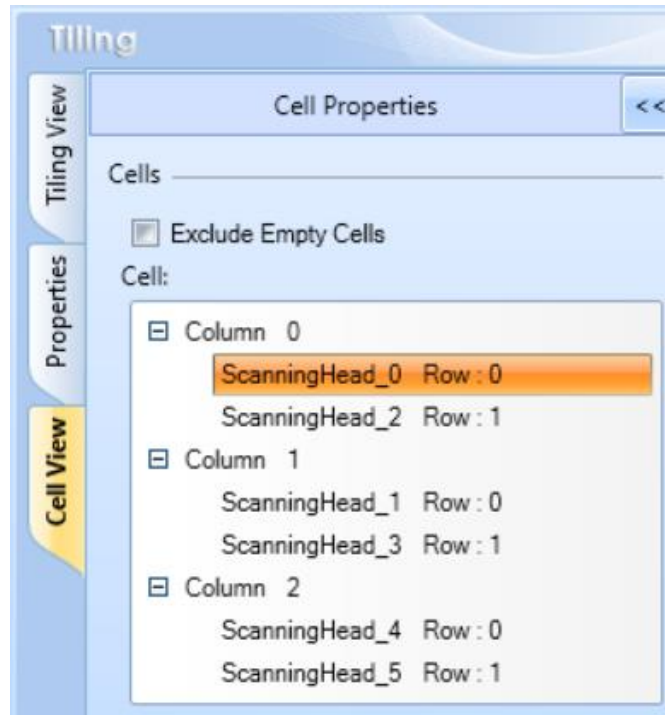 Tiling
Tiling View
Properties
Cell View
Cell Properties
<<
Cells
Exclude Empty Cells
Cell:
Column 0
ScanningHead_0 Row : 0
ScanningHead_2 Row : 1
Column 1
ScanningHead_1 Row : 0
ScanningHead_3 Row : 1
Column 2
ScanningHead_4 Row : 0
ScanningHead_5 Row : 1